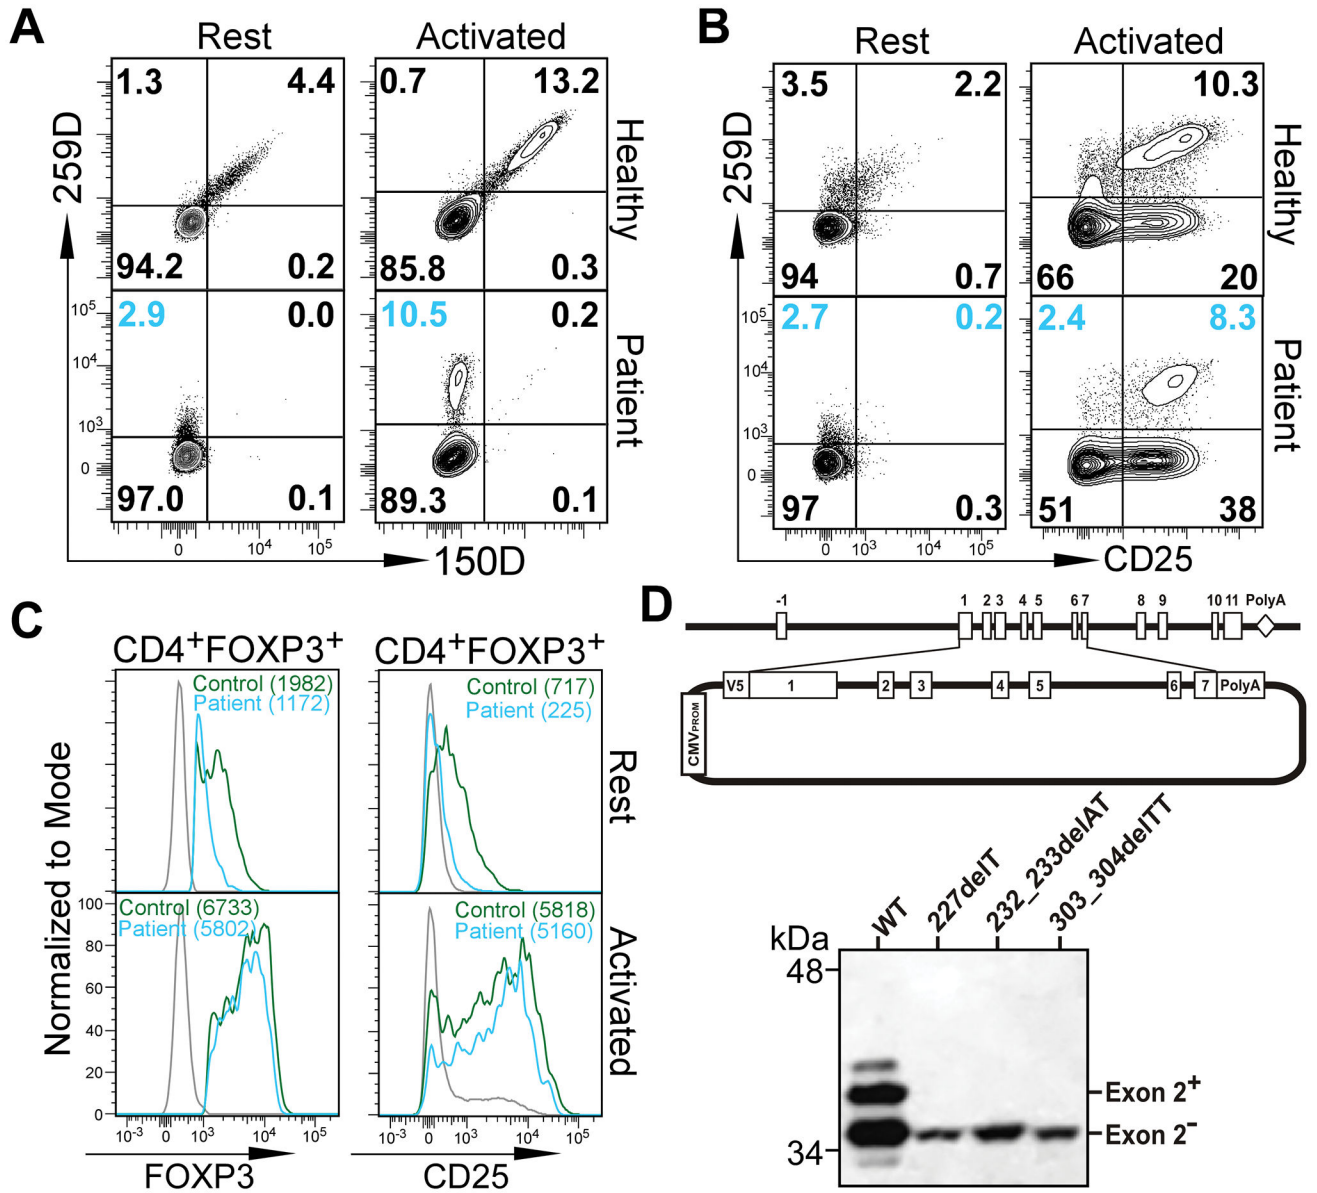 A
Rest
Activated
1.3
4.4
0.7
13.2
94.2
0.2
85.8
0.3
Healthy
2.9
0.0
10.5
0.2
97.0
0.1
89.3
0.1
Patient
259D
10⁵
10⁴
10³
0
0
10⁴
10⁵
150D
B
Rest
Activated
3.5
2.2
10.3
94
0.7
66
20
Healthy
2.7
0.2
2.4
8.3
97
0.3
51
38
Patient
259D
10⁵
10⁴
10³
0
0
10³
10⁴
10⁵
CD25
C
CD4⁺FOXP3⁺
CD4⁺FOXP3⁺
Control (1982)
Patient (1172)
Control (717)
Patient (225)
Rest
Control (6733)
Patient (5802)
Control (5818)
Patient (5160)
Activated
Normalized to Mode
100
80
60
40
20
0
10⁻³
0
10³
10⁴
10⁵
10⁻³
0
10³
10⁴
10⁵
FOXP3
CD25
D
-1
1
2
3
4
5
6
7
8
9
10
11
PolyA
V5
1
2
3
4
5
6
7
PolyA
CMVPROM
WT
227delT
232_233delAT
303_304delTT
kDa
48
34
Exon 2⁺
Exon 2⁻